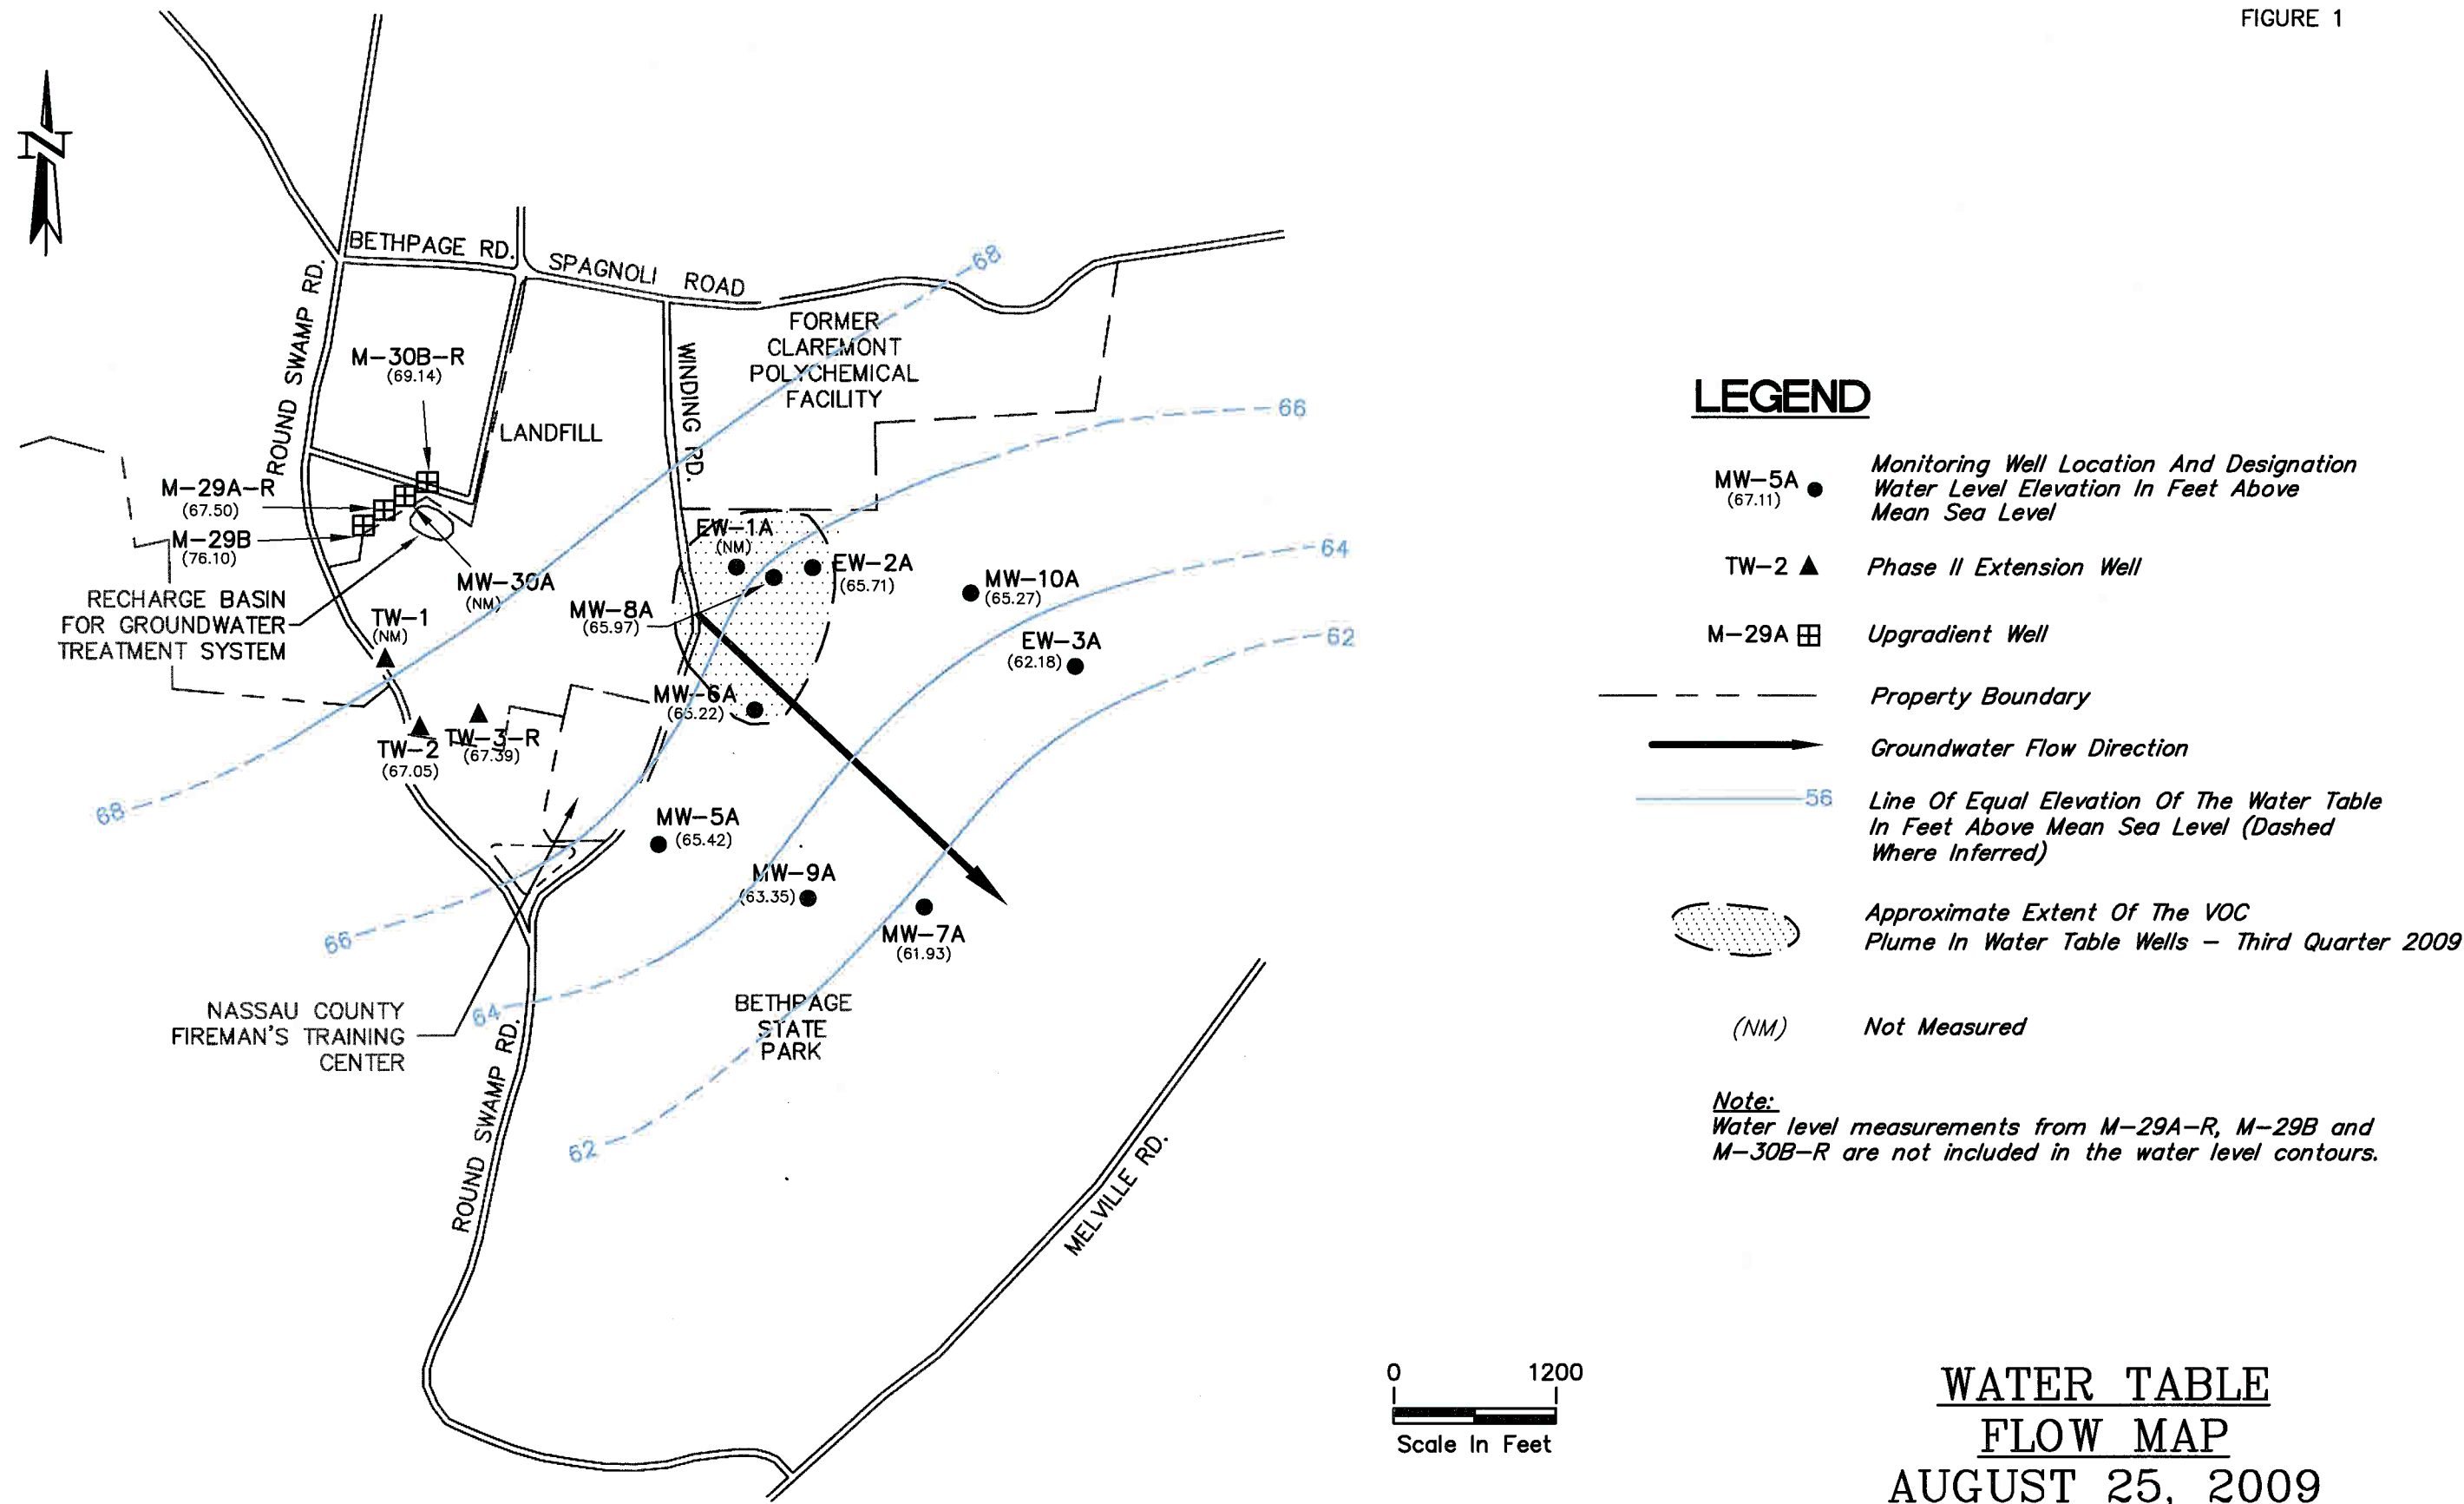 FIGURE 1
N
BETHPAGE RD.
SPAGNOLI ROAD
68
ROUND SWAMP RD.
M-30B-R
(69.14)
LANDFILL
WINDING RD.
FORMER
CLAREMONT
POLYCHEMICAL
FACILITY
66
M-29A-R
(67.50)
M-29B
(76.10)
MW-30A
(NM)
RECHARGE BASIN
FOR GROUNDWATER
TREATMENT SYSTEM
TW-1
(NM)
EW-1A
(NM)
EW-2A
(65.71)
MW-8A
(65.97)
MW-10A
(65.27)
64
EW-3A
(62.18)
62
MW-6A
(65.22)
TW-2
(67.05)
TW-3-R
(67.39)
68
MW-5A
(65.42)
MW-9A
(63.35)
MW-7A
(61.93)
66
64
62
NASSAU COUNTY
FIREMAN'S TRAINING
CENTER
BETHPAGE
STATE
PARK
ROUND SWAMP RD.
MELVILLE RD.
LEGEND
MW-5A
(67.11)
Monitoring Well Location And Designation
Water Level Elevation In Feet Above
Mean Sea Level
TW-2 Phase II Extension Well
M-29A Upgradient Well
Property Boundary
Groundwater Flow Direction
56 Line Of Equal Elevation Of The Water Table
In Feet Above Mean Sea Level (Dashed
Where Inferred)
Approximate Extent Of The VOC
Plume In Water Table Wells - Third Quarter 2009
(NM) Not Measured
Note:
Water level measurements from M-29A-R, M-29B and
M-30B-R are not included in the water level contours.
0 1200
Scale In Feet
WATER TABLE
FLOW MAP
AUGUST 25, 2009